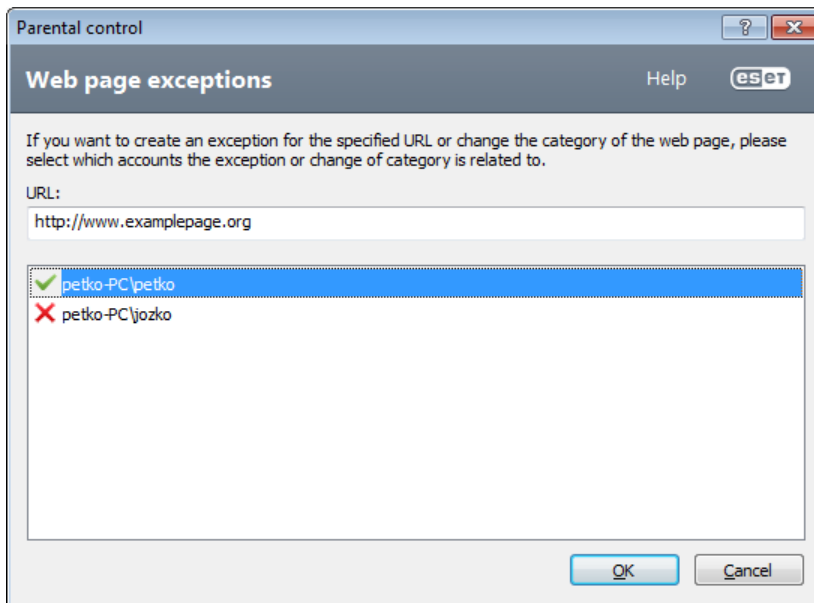 Parental control
?
Web page exceptions
Help
eseT
If you want to create an exception for the specified URL or change the category of the web page, please
select which accounts the exception or change of category is related to.
URL:
http://www.examplepage.org
petko-PC\petko
petko-PC\jozko
OK
Cancel